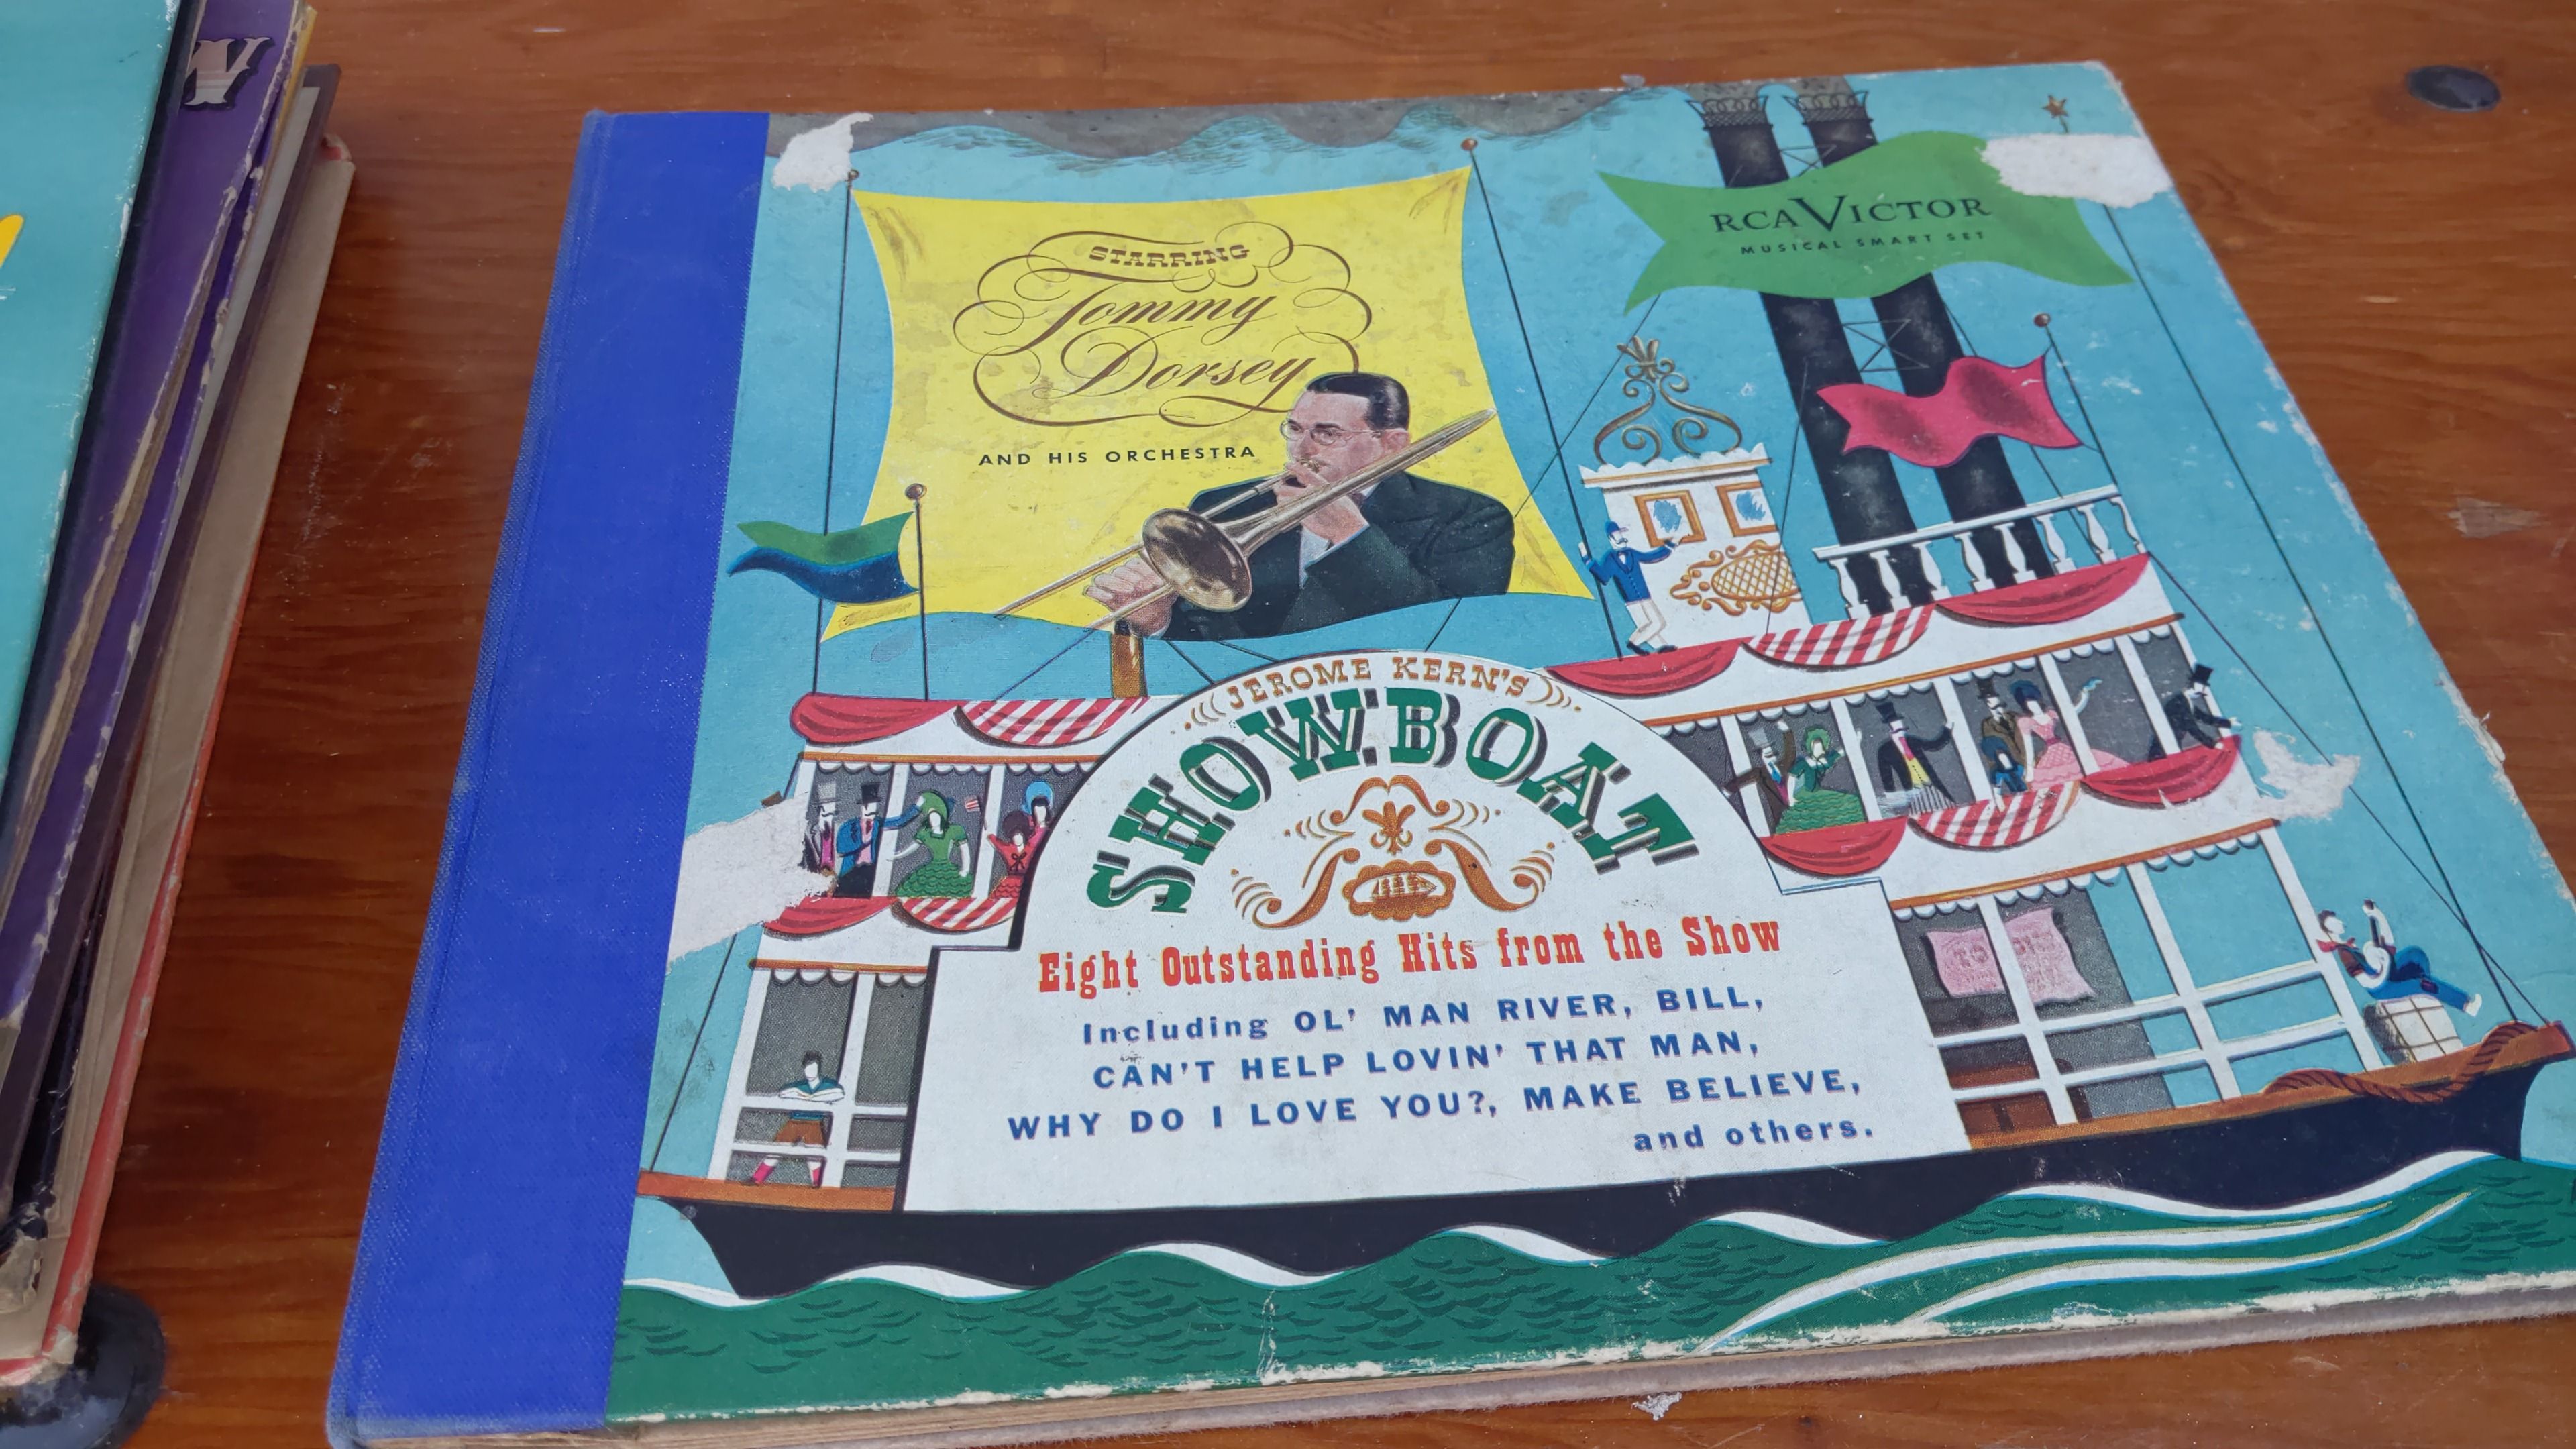 W
STARRING
Tommy
Dorsey
AND HIS ORCHESTRA
RCA VICTOR
MUSICAL SMART SET
JEROME KERN'S
SHOWBOAT
Eight Outstanding Hits from the Show
Including OL' MAN RIVER, BILL,
CAN'T HELP LOVIN' THAT MAN,
WHY DO I LOVE YOU?, MAKE BELIEVE,
and others.